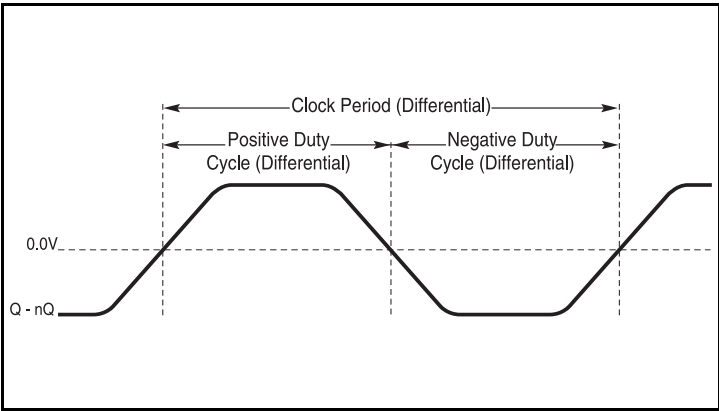 Clock Period (Differential)
Positive Duty
Cycle (Differential)
Negative Duty
Cycle (Differential)
0.0V
Q - nQ